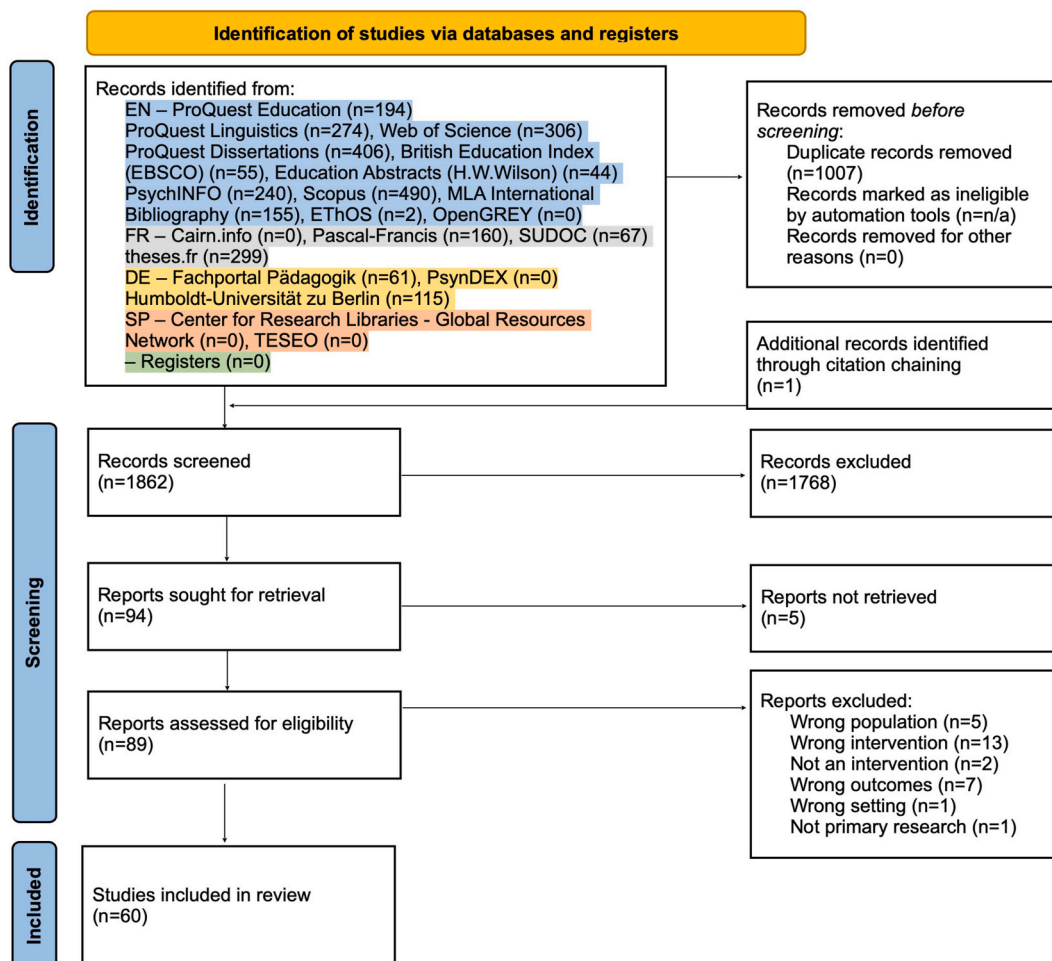 Identification of studies via databases and registers
Identification
Records identified from:
EN – ProQuest Education (n=194)
ProQuest Linguistics (n=274), Web of Science (n=306)
ProQuest Dissertations (n=406), British Education Index
(EBSCO) (n=55), Education Abstracts (H.W.Wilson) (n=44)
PsychINFO (n=240), Scopus (n=490), MLA International
Bibliography (n=155), EThOS (n=2), OpenGREY (n=0)
FR – Cairn.info (n=0), Pascal-Francis (n=160), SUDOC (n=67)
theses.fr (n=299)
DE – Fachportal Pädagogik (n=61), PsynDEX (n=0)
Humboldt-Universität zu Berlin (n=115)
SP – Center for Research Libraries - Global Resources
Network (n=0), TESEO (n=0)
– Registers (n=0)
Records removed before
screening:
Duplicate records removed
(n=1007)
Records marked as ineligible
by automation tools (n=n/a)
Records removed for other
reasons (n=0)
Additional records identified
through citation chaining
(n=1)
Screening
Records screened
(n=1862)
Records excluded
(n=1768)
Reports sought for retrieval
(n=94)
Reports not retrieved
(n=5)
Reports assessed for eligibility
(n=89)
Reports excluded:
Wrong population (n=5)
Wrong intervention (n=13)
Not an intervention (n=2)
Wrong outcomes (n=7)
Wrong setting (n=1)
Not primary research (n=1)
Included
Studies included in review
(n=60)